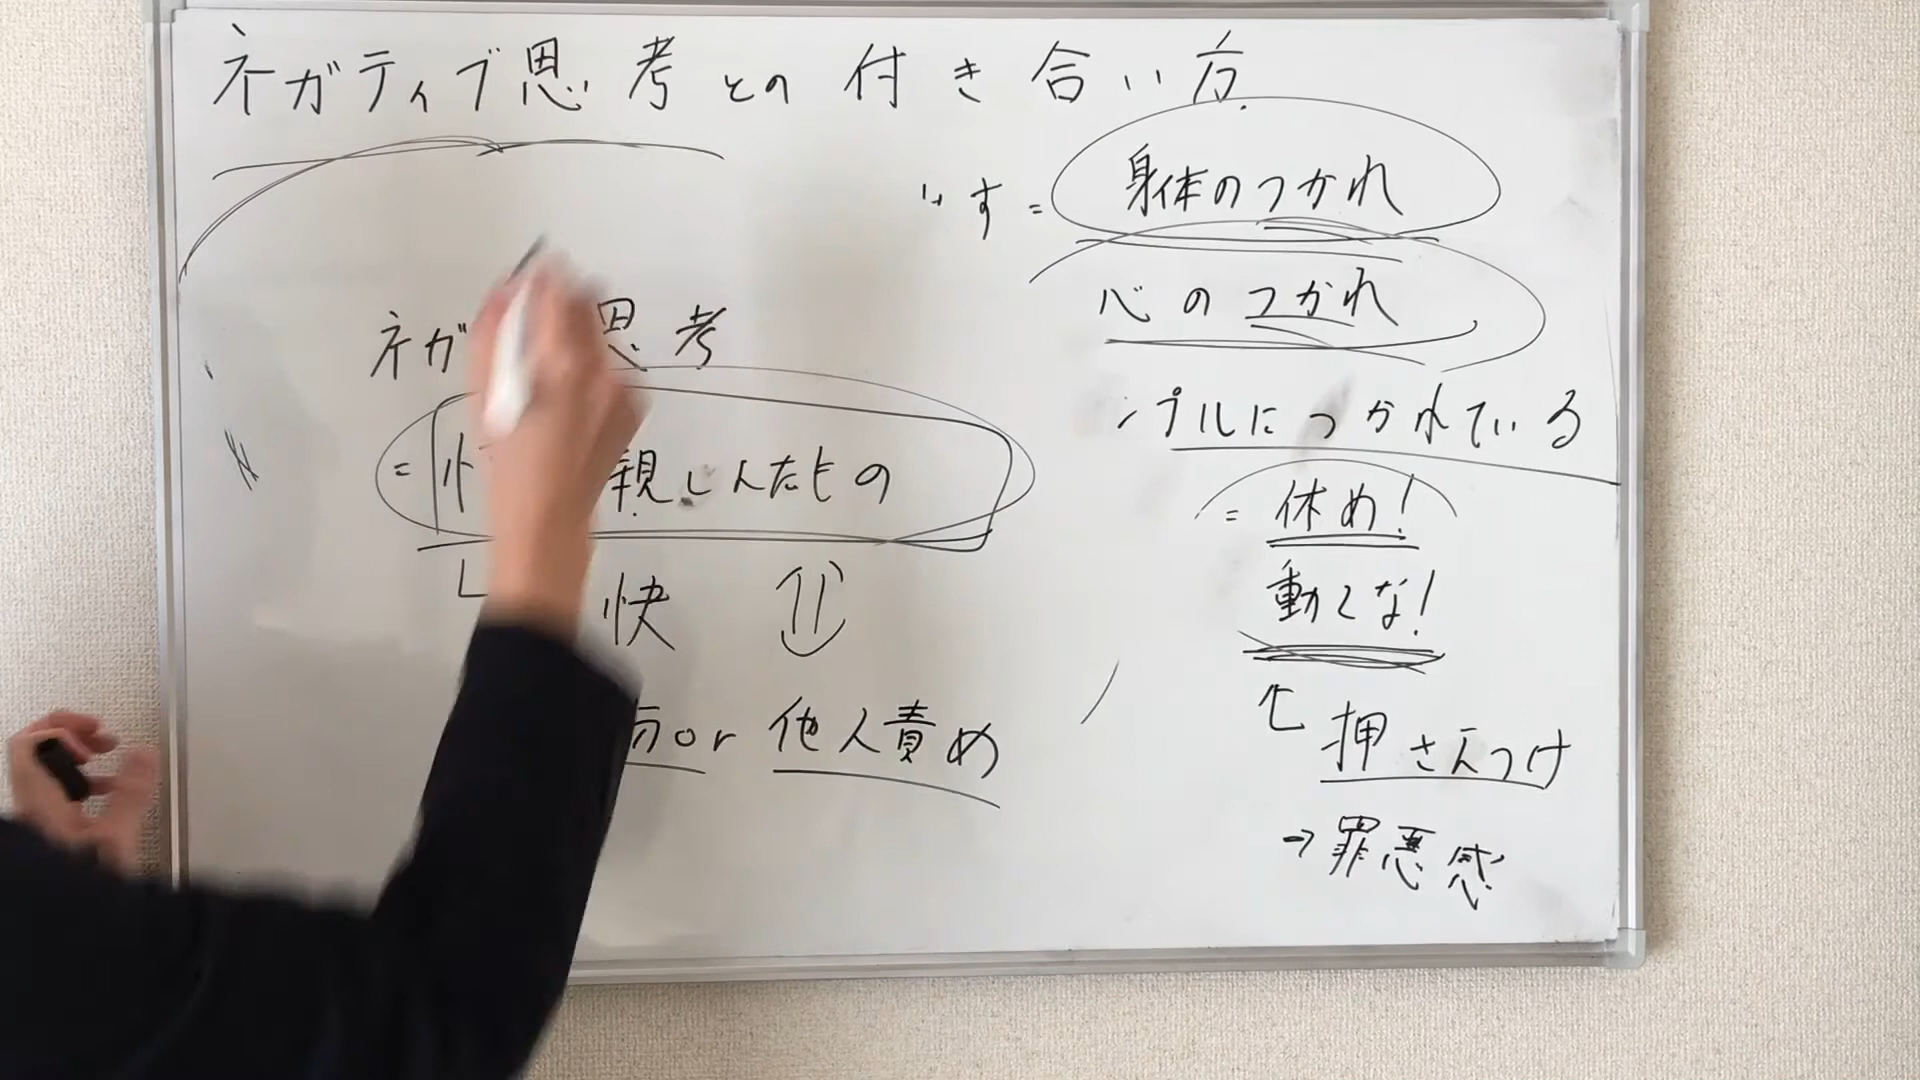 ネガティブ思考との付き合い方
ネガ 思考
= 親しんだもの
快
or 他人責め
す = 身体のつかれ
心のつかれ
プルにつかれている
= 休め!
動くな!
押さえつけ
→ 罪悪感